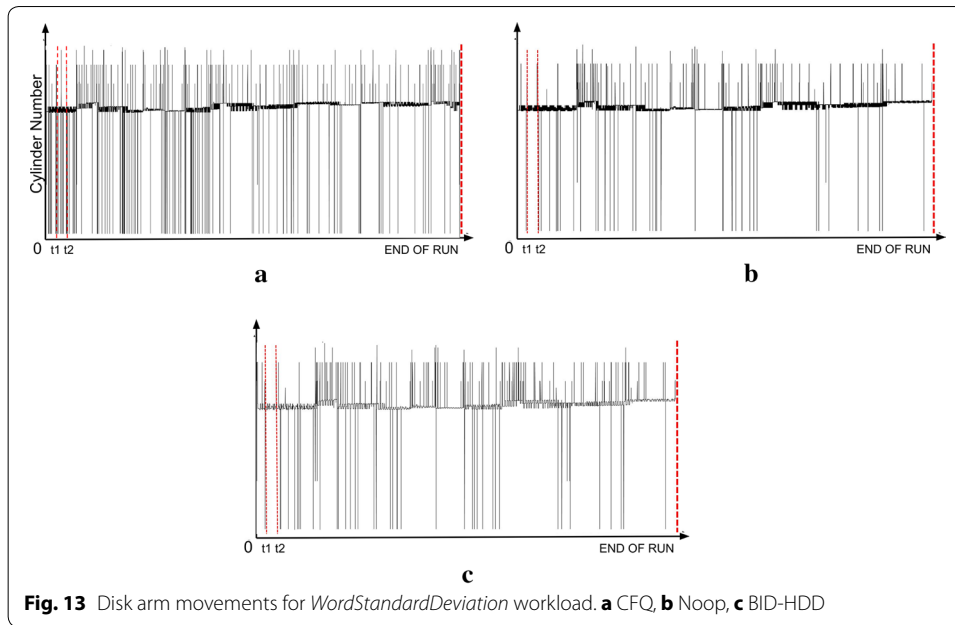 Cylinder Number
0 t1 t2 END OF RUN
a
0 t1 t2 END OF RUN
b
0 t1 t2 END OF RUN
c
Fig. 13 Disk arm movements for WordStandardDeviation workload. a CFQ, b Noop, c BID-HDD